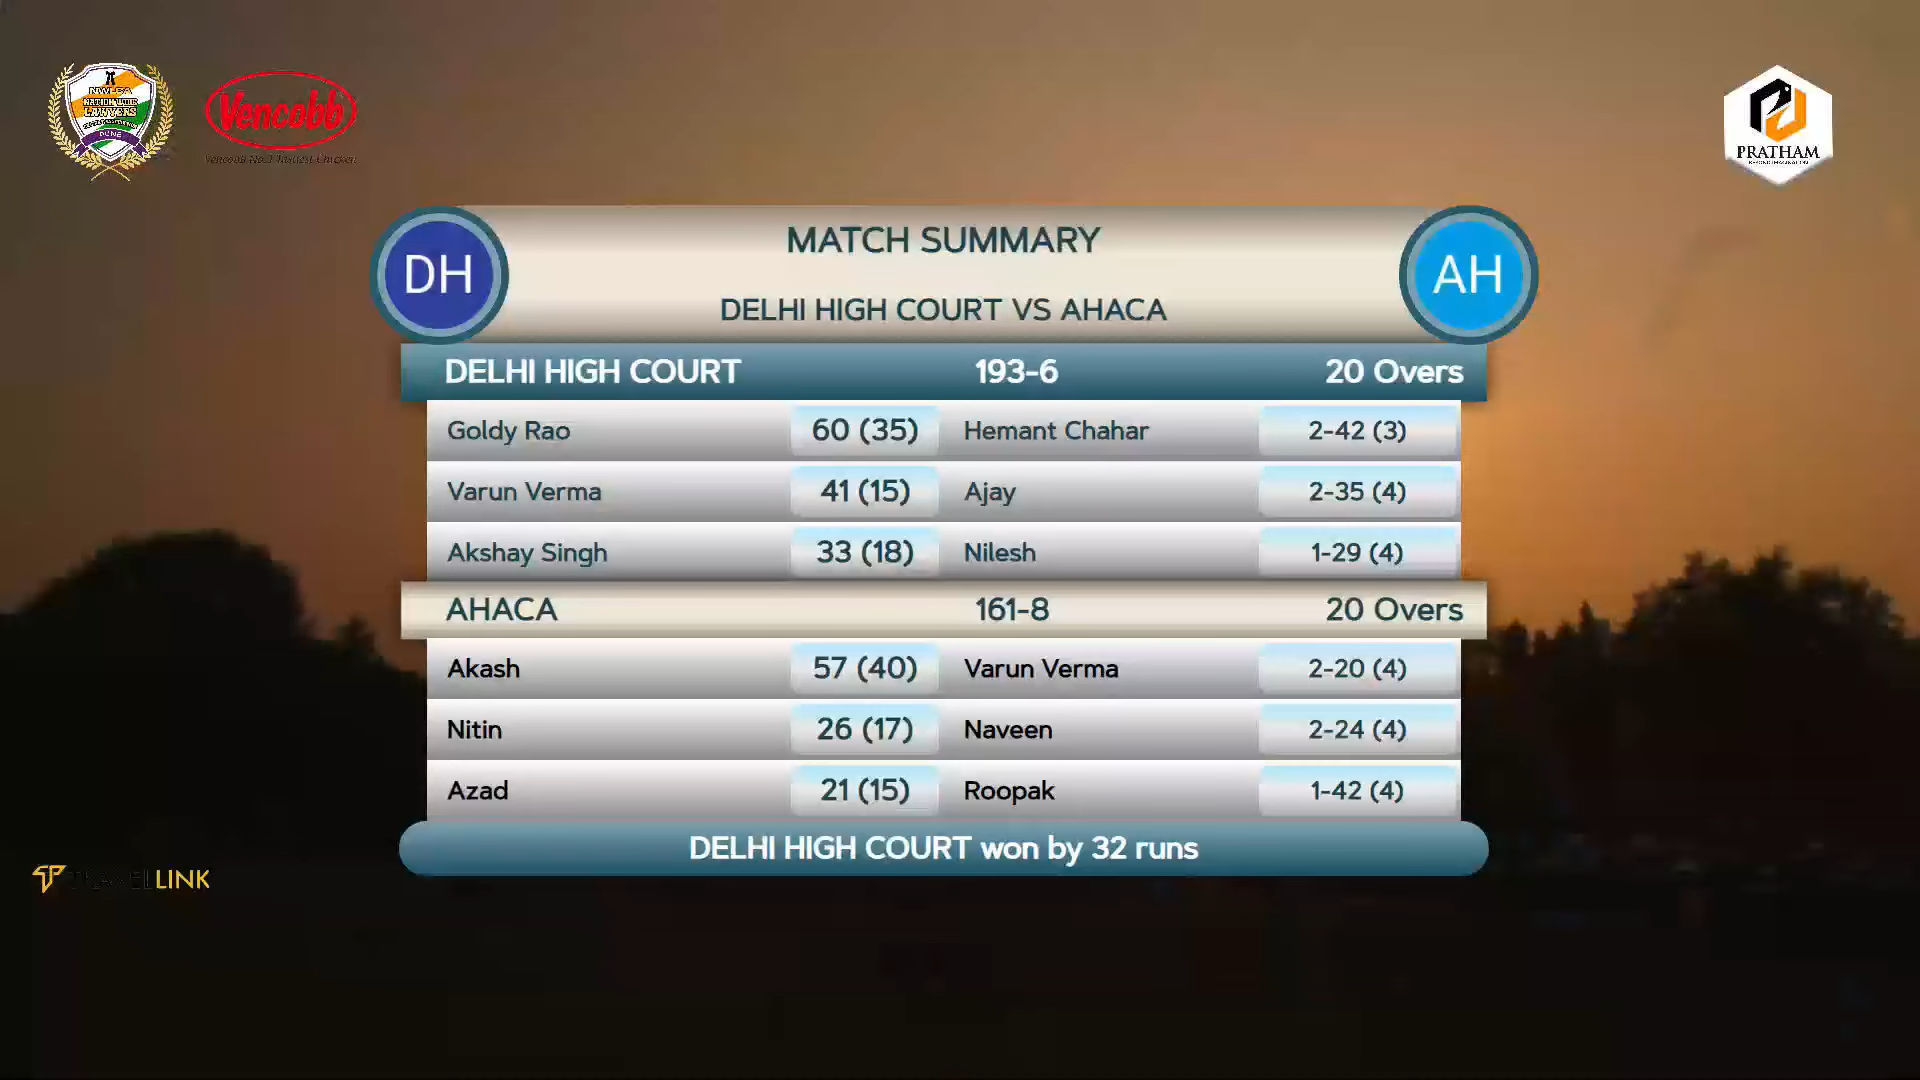 NATION WIDE
LAWYERS
PUNE
Vencobb
PRATHAM
DH
MATCH SUMMARY
DELHI HIGH COURT VS AHACA
AH
DELHI HIGH COURT 193-6 20 Overs
Goldy Rao 60 (35) Hemant Chahar 2-42 (3)
Varun Verma 41 (15) Ajay 2-35 (4)
Akshay Singh 33 (18) Nilesh 1-29 (4)
AHACA 161-8 20 Overs
Akash 57 (40) Varun Verma 2-20 (4)
Nitin 26 (17) Naveen 2-24 (4)
Azad 21 (15) Roopak 1-42 (4)
DELHI HIGH COURT won by 32 runs
LINK